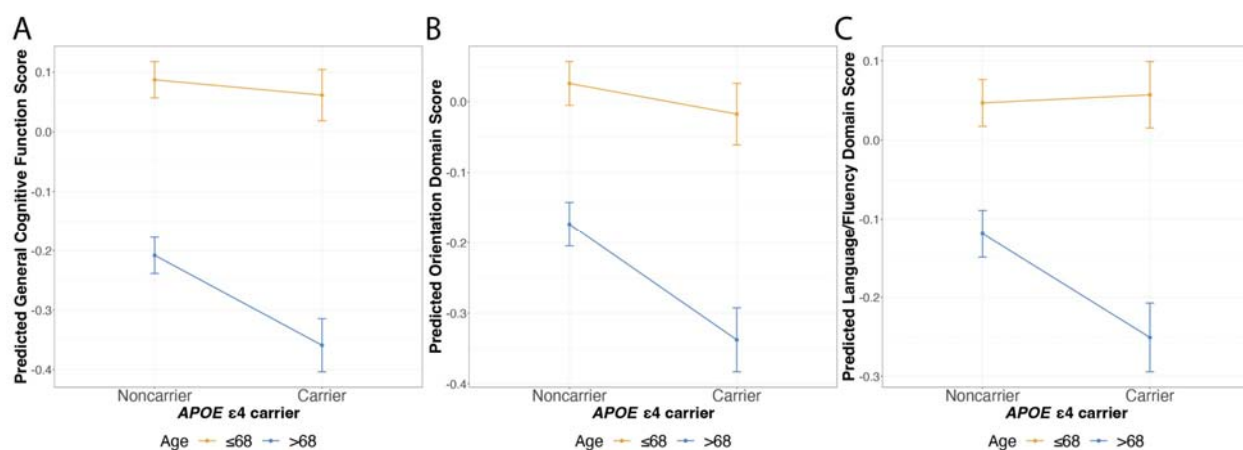 A
Predicted General Cognitive Function Score
0.1
0.0
-0.1
-0.2
-0.3
-0.4
Noncarrier Carrier
APOE ε4 carrier
Age ≤68 >68
B
Predicted Orientation Domain Score
0.0
-0.1
-0.2
-0.3
-0.4
Noncarrier Carrier
APOE ε4 carrier
Age ≤68 >68
C
Predicted Language/Fluency Domain Score
0.1
0.0
-0.1
-0.2
-0.3
Noncarrier Carrier
APOE ε4 carrier
Age ≤68 >68